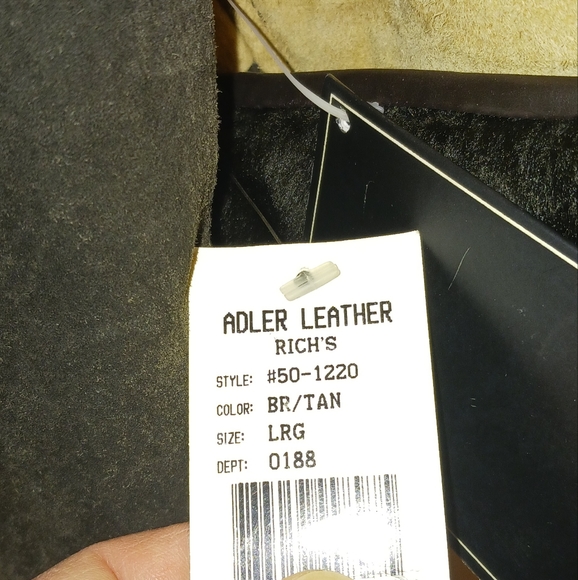 ADLER LEATHER
RICH'S
STYLE: #50-1220
COLOR: BR/TAN
SIZE: LRG
DEPT: 0188